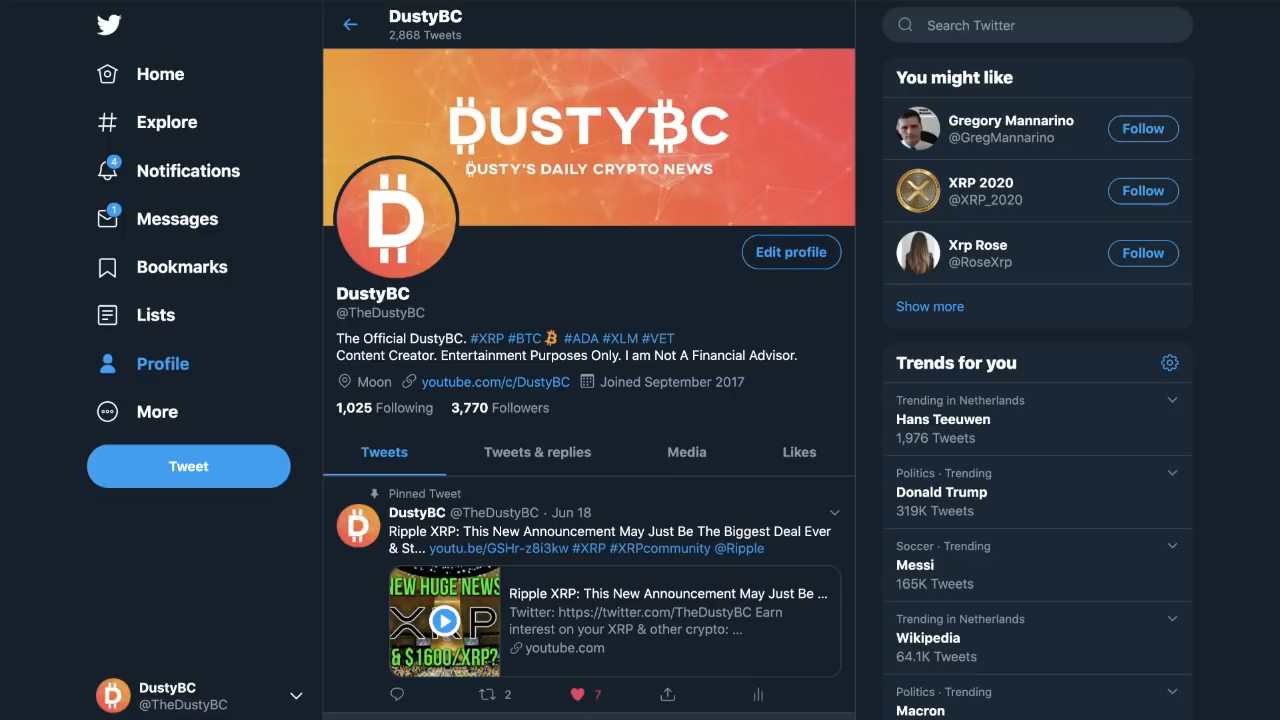 Home
Explore
4
Notifications
1
Messages
Bookmarks
Lists
Profile
More
Tweet
DustyBC
@TheDustyBC
DustyBC
2,868 Tweets
DUSTYBC
DUSTY'S DAILY CRYPTO NEWS
D
Edit profile
DustyBC
@TheDustyBC
The Official DustyBC. #XRP #BTC #ADA #XLM #VET
Content Creator. Entertainment Purposes Only. I am Not A Financial Advisor.
Moon youtube.com/c/DustyBC Joined September 2017
1,025 Following 3,770 Followers
Tweets Tweets & replies Media Likes
Pinned Tweet
D
DustyBC @TheDustyBC · Jun 18
Ripple XRP: This New Announcement May Just Be The Biggest Deal Ever
& St... youtu.be/GSHr-z8i3kw #XRP #XRPcommunity @Ripple
NEW HUGE NEWS
XRP
& $1600/XRP?
Ripple XRP: This New Announcement May Just Be ...
Twitter: https://twitter.com/TheDustyBC Earn
interest on your XRP & other crypto: ...
youtube.com
2 7
Search Twitter
You might like
Gregory Mannarino
@GregMannarino
Follow
XRP 2020
@XRP_2020
Follow
Xrp Rose
@RoseXrp
Follow
Show more
Trends for you
Trending in Netherlands
Hans Teeuwen
1,976 Tweets
Politics · Trending
Donald Trump
319K Tweets
Soccer · Trending
Messi
165K Tweets
Trending in Netherlands
Wikipedia
64.1K Tweets
Politics · Trending
Macron